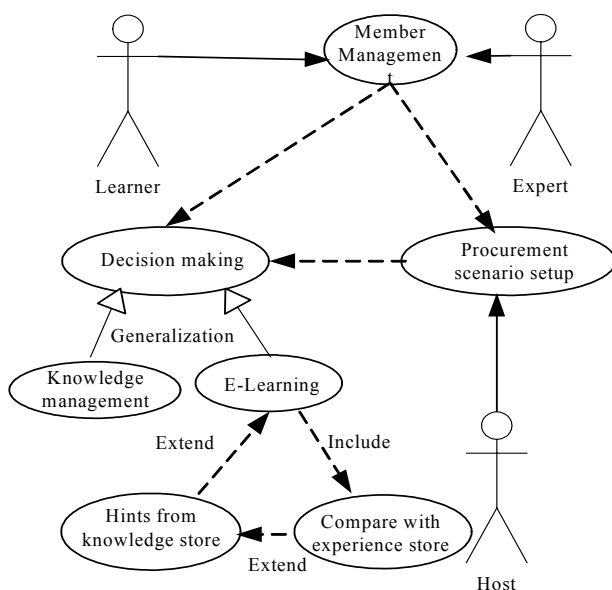 Member
Managemen
t
Learner
Expert
Decision making
Procurement
scenario setup
Generalization
Knowledge
management
E-Learning
Extend
Include
Hints from
knowledge store
Compare with
experience store
Extend
Host